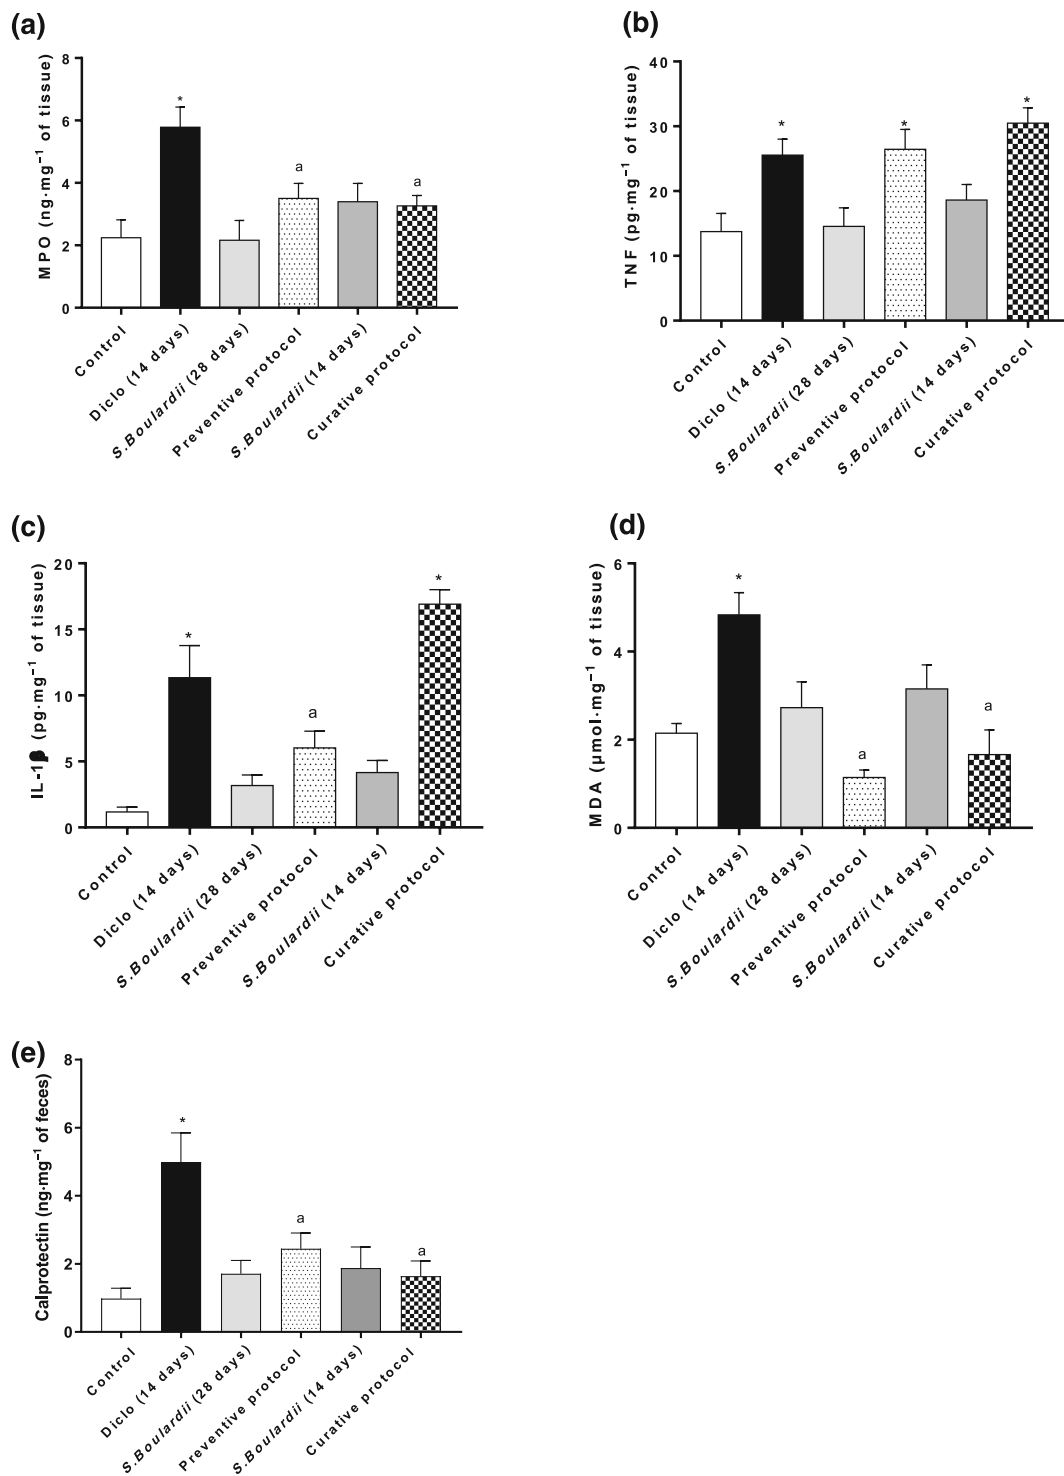 (a)
MPO (ng·mg⁻¹ of tissue)
8
6
4
2
0
*
a
a
Control
Diclo (14 days)
S.Boulardii (28 days)
Preventive protocol
S.Boulardii (14 days)
Curative protocol
(b)
TNF (pg·mg⁻¹ of tissue)
40
30
20
10
0
*
*
*
Control
Diclo (14 days)
S.Boulardii (28 days)
Preventive protocol
S.Boulardii (14 days)
Curative protocol
(c)
IL-1β (pg·mg⁻¹ of tissue)
20
15
10
5
0
*
a
*
Control
Diclo (14 days)
S.Boulardii (28 days)
Preventive protocol
S.Boulardii (14 days)
Curative protocol
(d)
MDA (μmol·mg⁻¹ of tissue)
6
4
2
0
*
a
a
Control
Diclo (14 days)
S.Boulardii (28 days)
Preventive protocol
S.Boulardii (14 days)
Curative protocol
(e)
Calprotectin (ng·mg⁻¹ of feces)
8
6
4
2
0
*
a
a
Control
Diclo (14 days)
S.Boulardii (28 days)
Preventive protocol
S.Boulardii (14 days)
Curative protocol